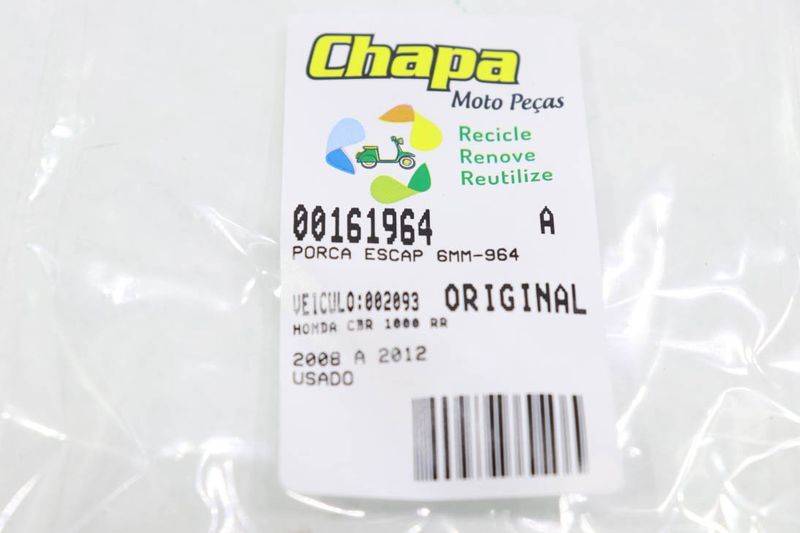 Chapa
Moto Peças
Recicle
Renove
Reutilize
00161964 A
PORCA ESCAP 6MM-964
VEICULO:002093 ORIGINAL
HONDA CBR 1000 RR
2008 A 2012
USADO